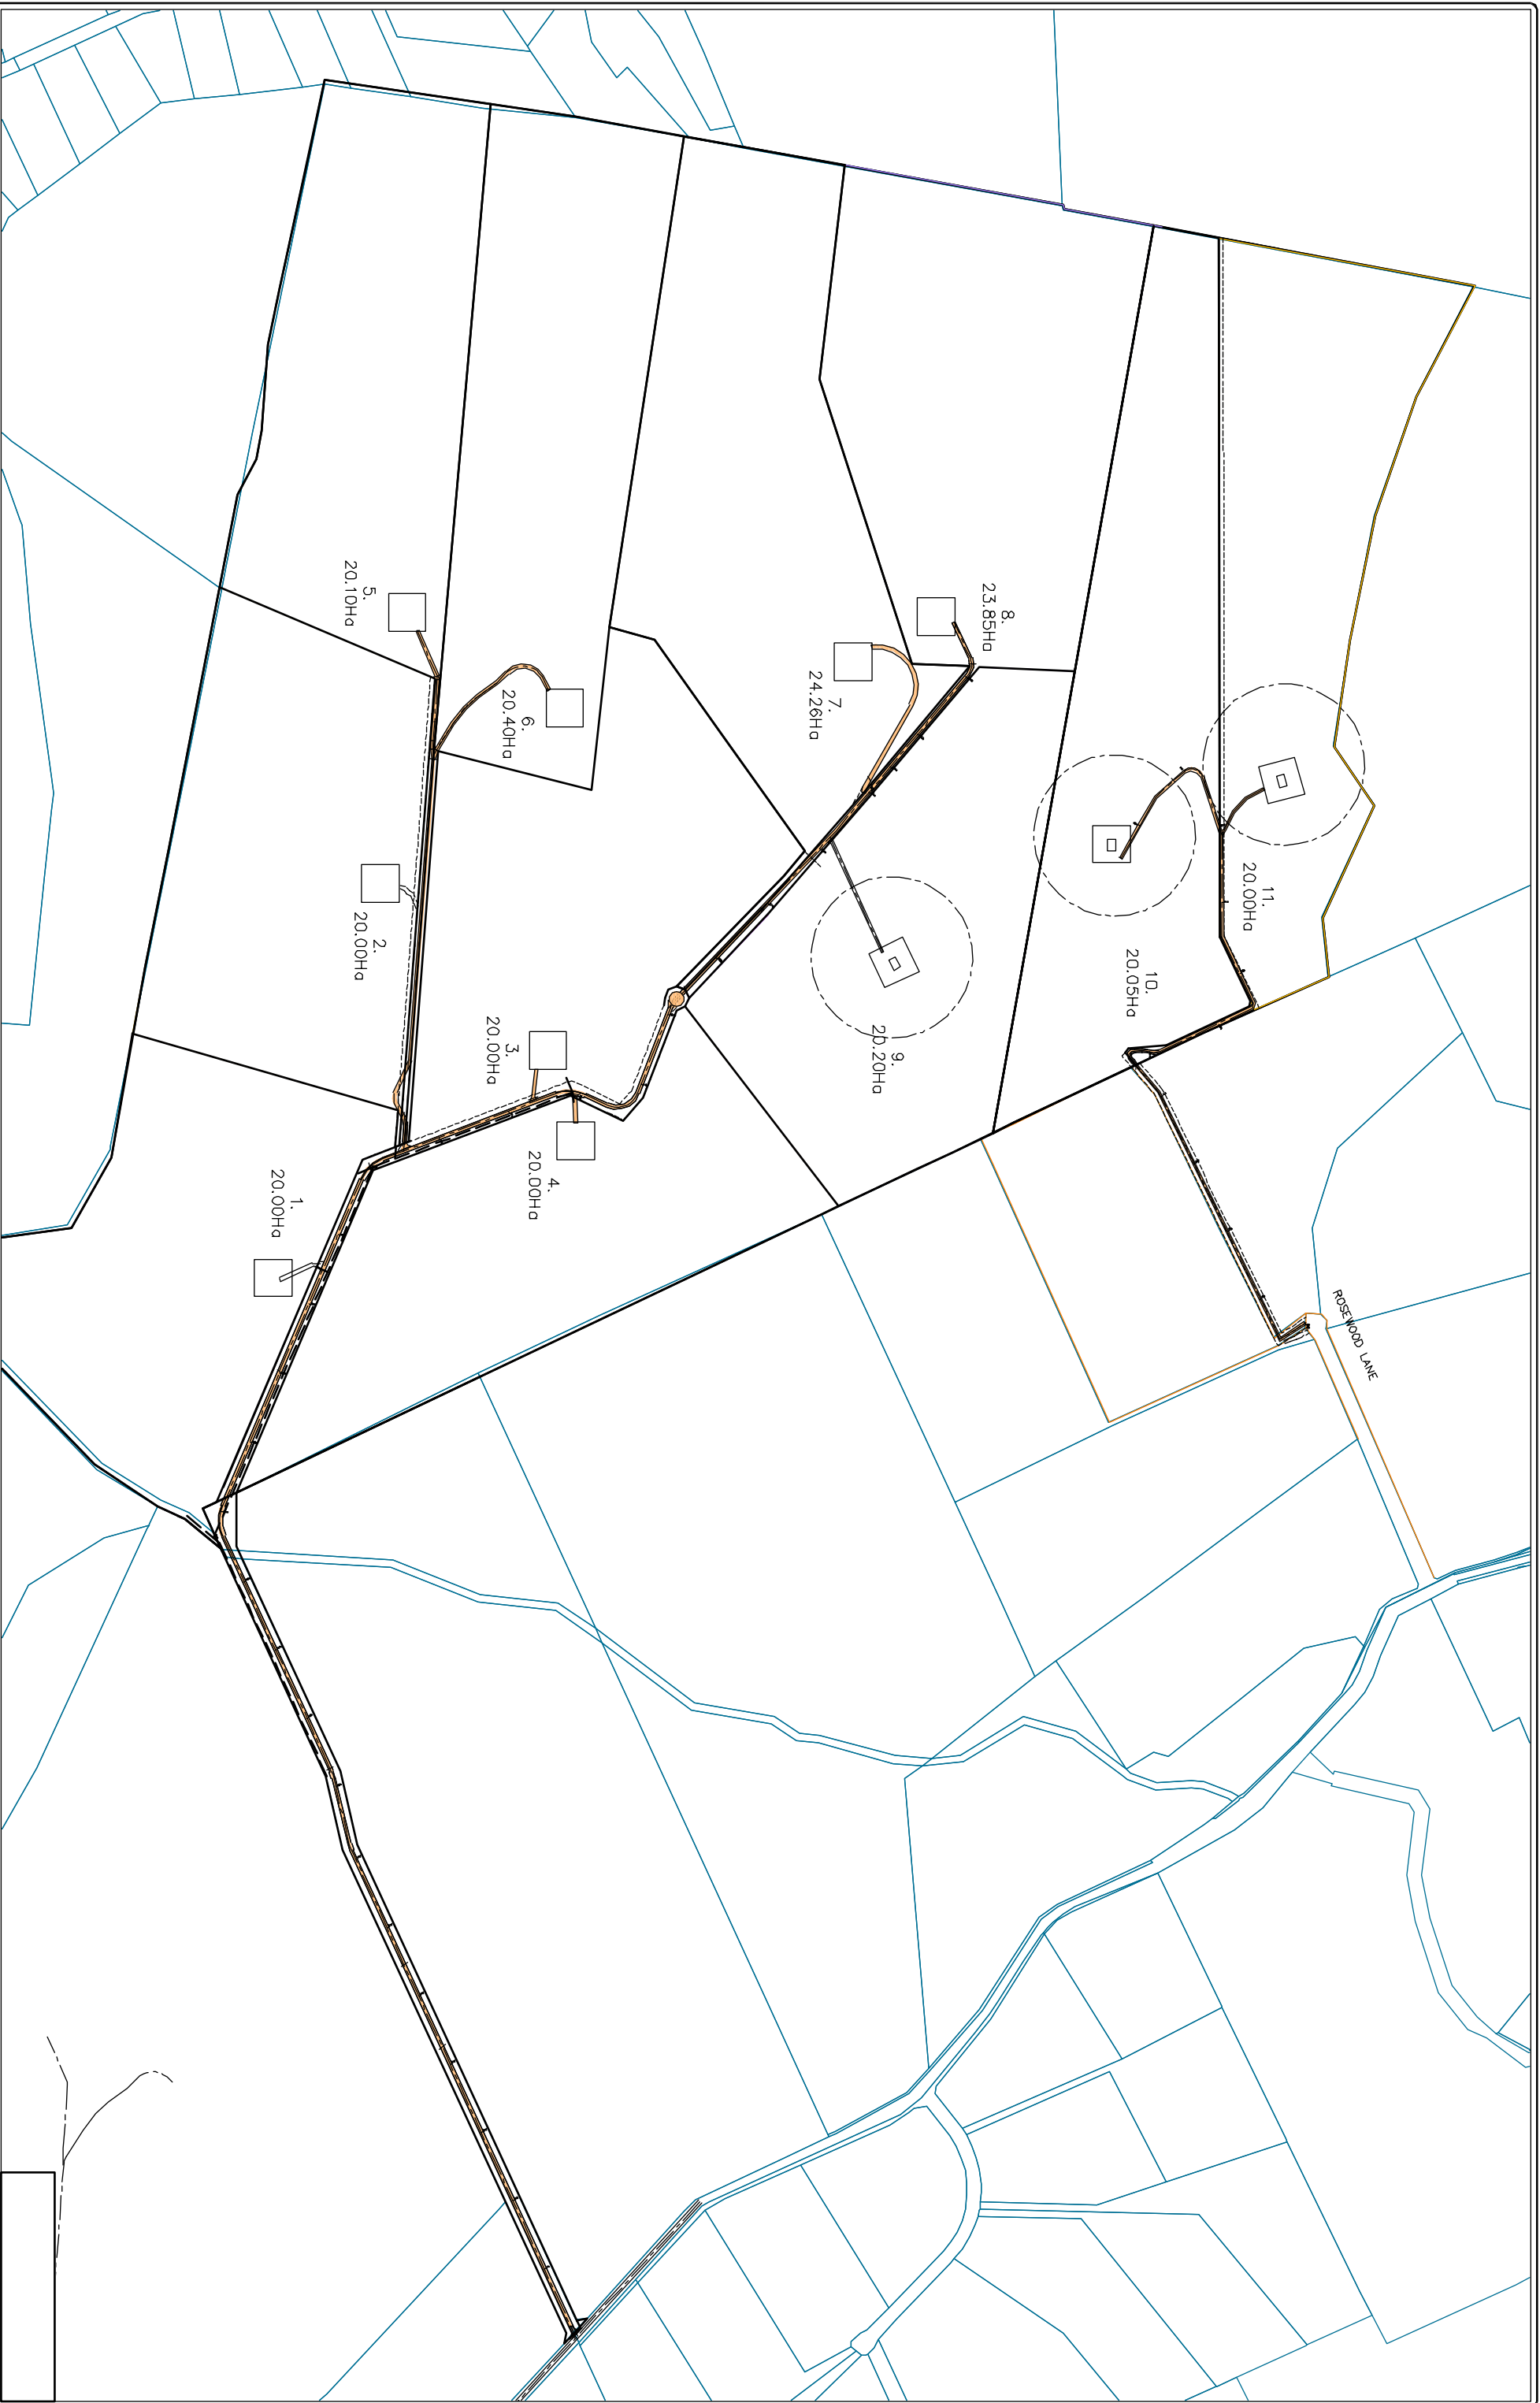 1.
20.00Ha
2.
20.00Ha
3.
20.00Ha
4.
20.00Ha
5.
20.10Ha
6.
20.40Ha
7.
24.26Ha
8.
23.85Ha
9.
20.20Ha
10.
20.05Ha
11.
20.00Ha
ROSEWOOD LANE